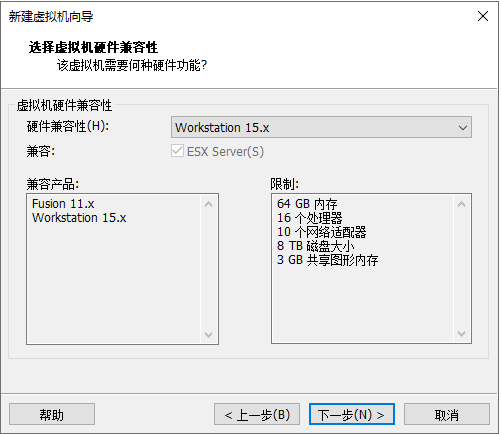 新建虚拟机向导
选择虚拟机硬件兼容性
该虚拟机需要何种硬件功能?
虚拟机硬件兼容性
硬件兼容性(H):
Workstation 15.x
兼容:
ESX Server(S)
兼容产品:
Fusion 11.x
Workstation 15.x
限制:
64 GB 内存
16 个处理器
10 个网络适配器
8 TB 磁盘大小
3 GB 共享图形内存
帮助
< 上一步(B)
下一步(N) >
取消